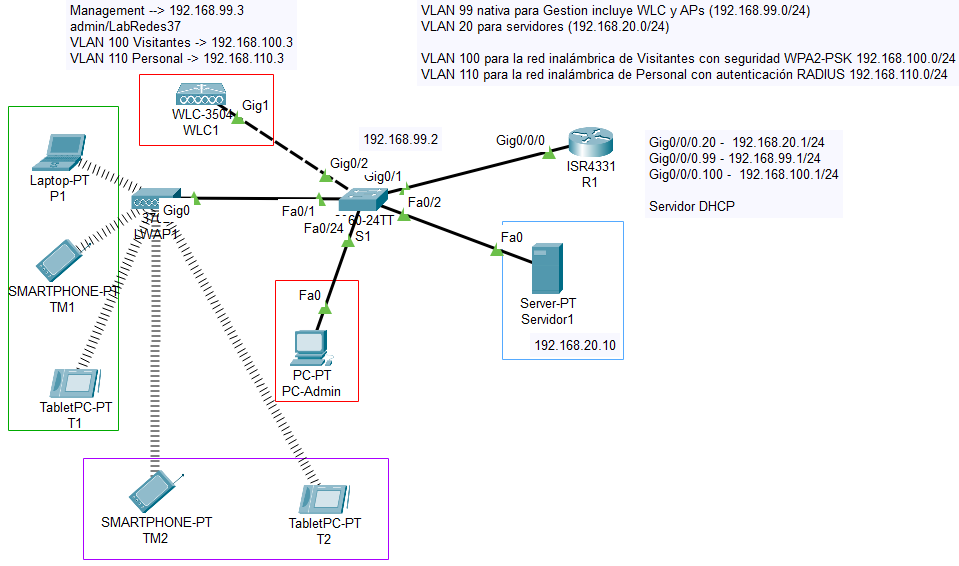 Management --> 192.168.99.3
admin/LabRedes37
VLAN 100 Visitantes -> 192.168.100.3
VLAN 110 Personal -> 192.168.110.3
VLAN 99 nativa para Gestion incluye WLC y APs (192.168.99.0/24)
VLAN 20 para servidores (192.168.20.0/24)
VLAN 100 para la red inalámbrica de Visitantes con seguridad WPA2-PSK 192.168.100.0/24
VLAN 110 para la red inalámbrica de Personal con autenticación RADIUS 192.168.110.0/24
WLC-3504
WLC1
Gig1
192.168.99.2
Gig0/2
Gig0/1
Gig0/0/0
ISR4331
R1
Gig0/0/0.20 - 192.168.20.1/24
Gig0/0/0.99 - 192.168.99.1/24
Gig0/0/0.100 - 192.168.100.1/24
Servidor DHCP
Laptop-PT
P1
Gig0
LWAP1
Fa0/1
Fa0/2
Fa0/24
60-24TT
S1
Fa0
Server-PT
Servidor1
192.168.20.10
SMARTPHONE-PT
TM1
Fa0
PC-PT
PC-Admin
TabletPC-PT
T1
SMARTPHONE-PT
TM2
TabletPC-PT
T2